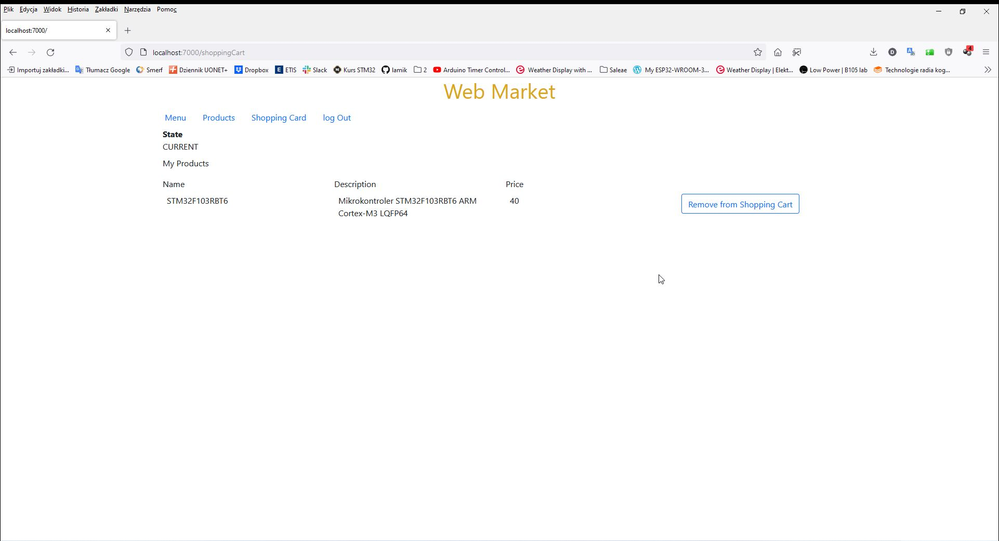 Plik Edycja Widok Historia Zakładki Narzędzia Pomoc
localhost:7000/
localhost:7000/shoppingCart
D
4
Importuj zakładki... Tłumacz Google Smerf Dziennik UONET+ Dropbox E ETIS Slack Kurs STM32 lamik 2 Arduino Timer Control... Weather Display with ... Saleae My ESP32-WROOM-3... Weather Display | Elekt... Low Power | B105 lab Technologie radia kog...
Web Market
Menu Products Shopping Card log Out
State
CURRENT
My Products
Name Description Price
STM32F103RBT6 Mikrokontroler STM32F103RBT6 ARM 40 Remove from Shopping Cart
Cortex-M3 LQFP64